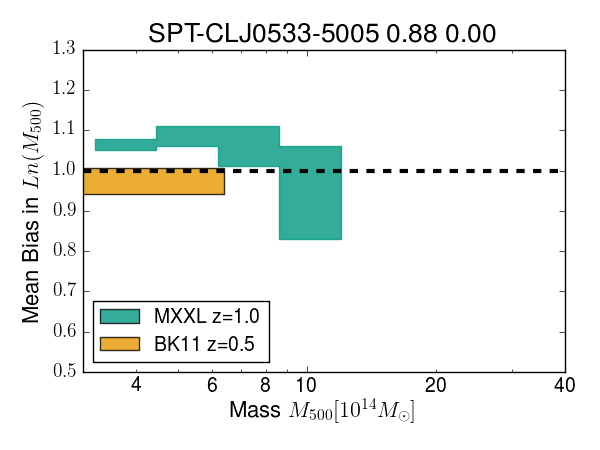 SPT-CLJ0533-5005 0.88 0.00
1.3
1.2
1.1
1.0
0.9
0.8
0.7
0.6
0.5
Mean Bias in Ln(M₅₀₀)
MXXL z=1.0
BK11 z=0.5
4 6 8 10 20 40
Mass M₅₀₀[10¹⁴M☉]